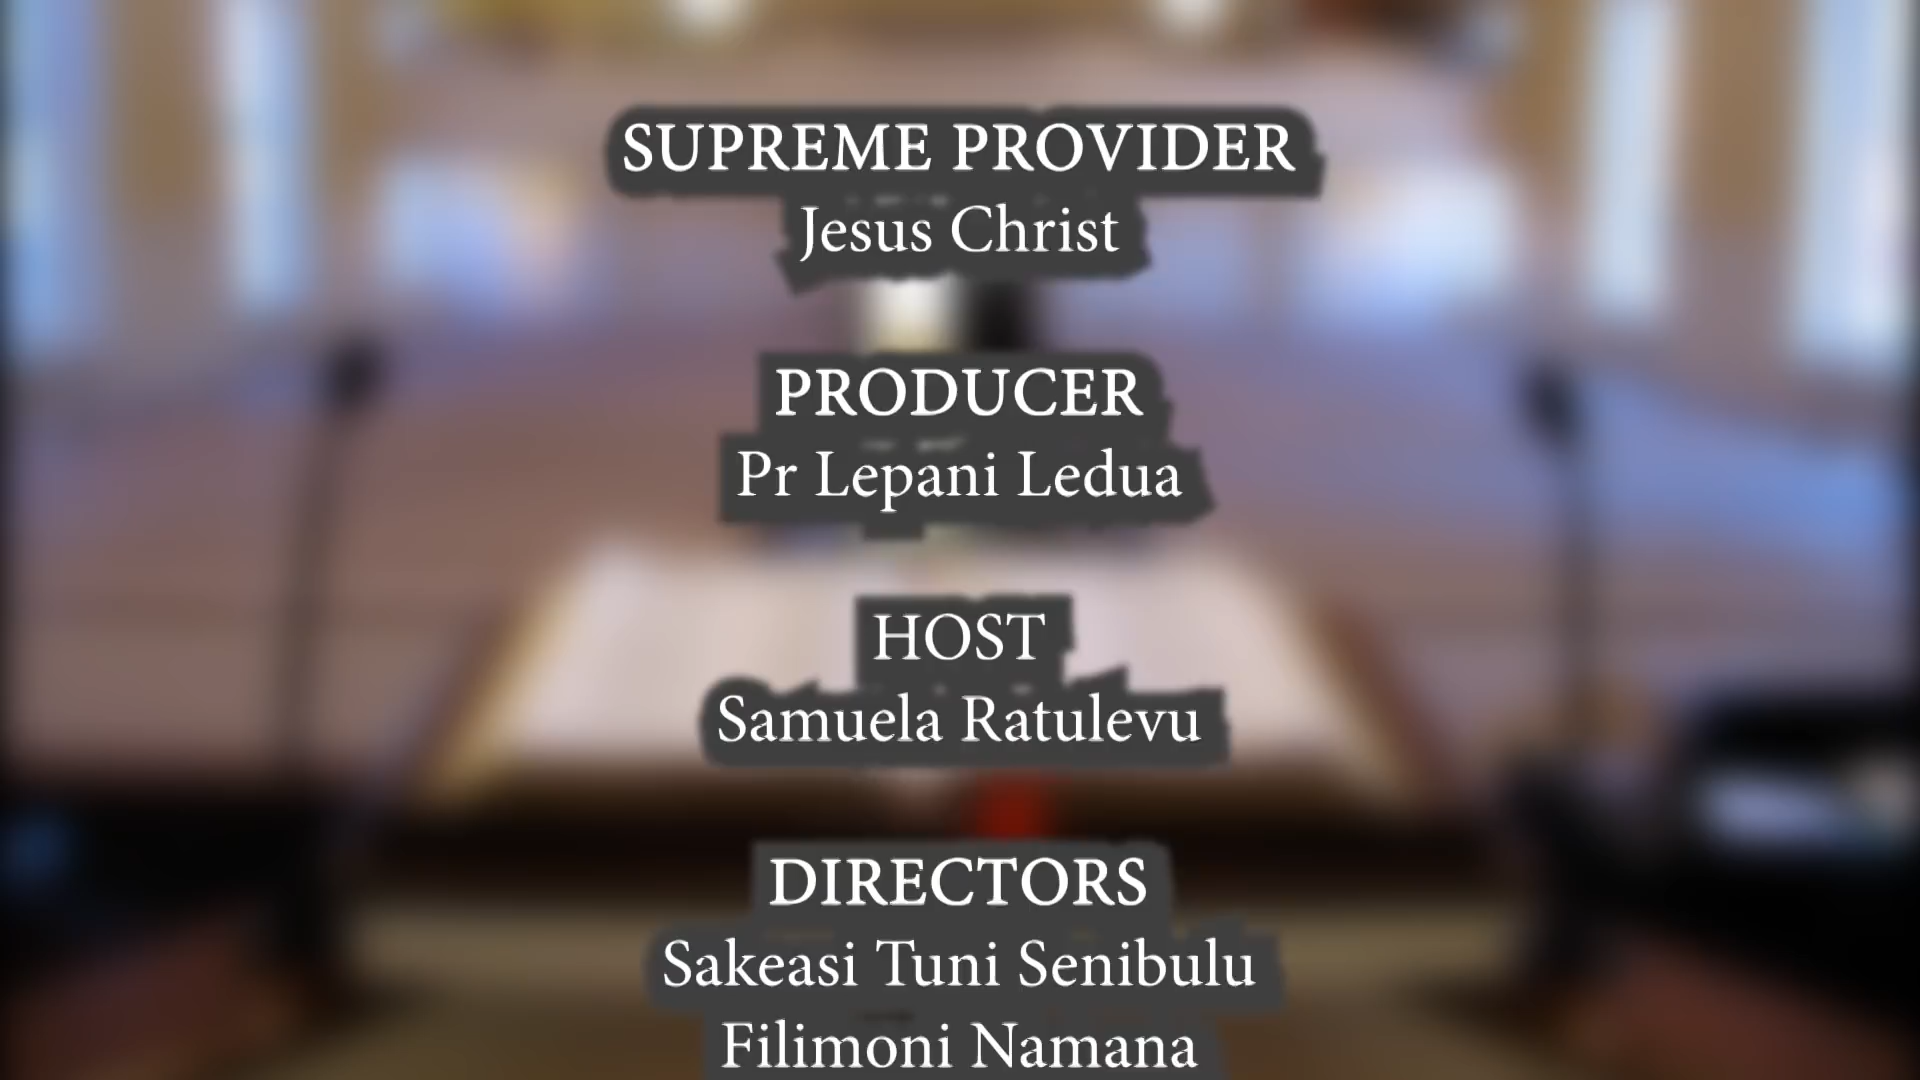 SUPREME PROVIDER
Jesus Christ
PRODUCER
Pr Lepani Ledua
HOST
Samuela Ratulevu
DIRECTORS
Sakeasi Tuni Senibulu
Filimoni Namana